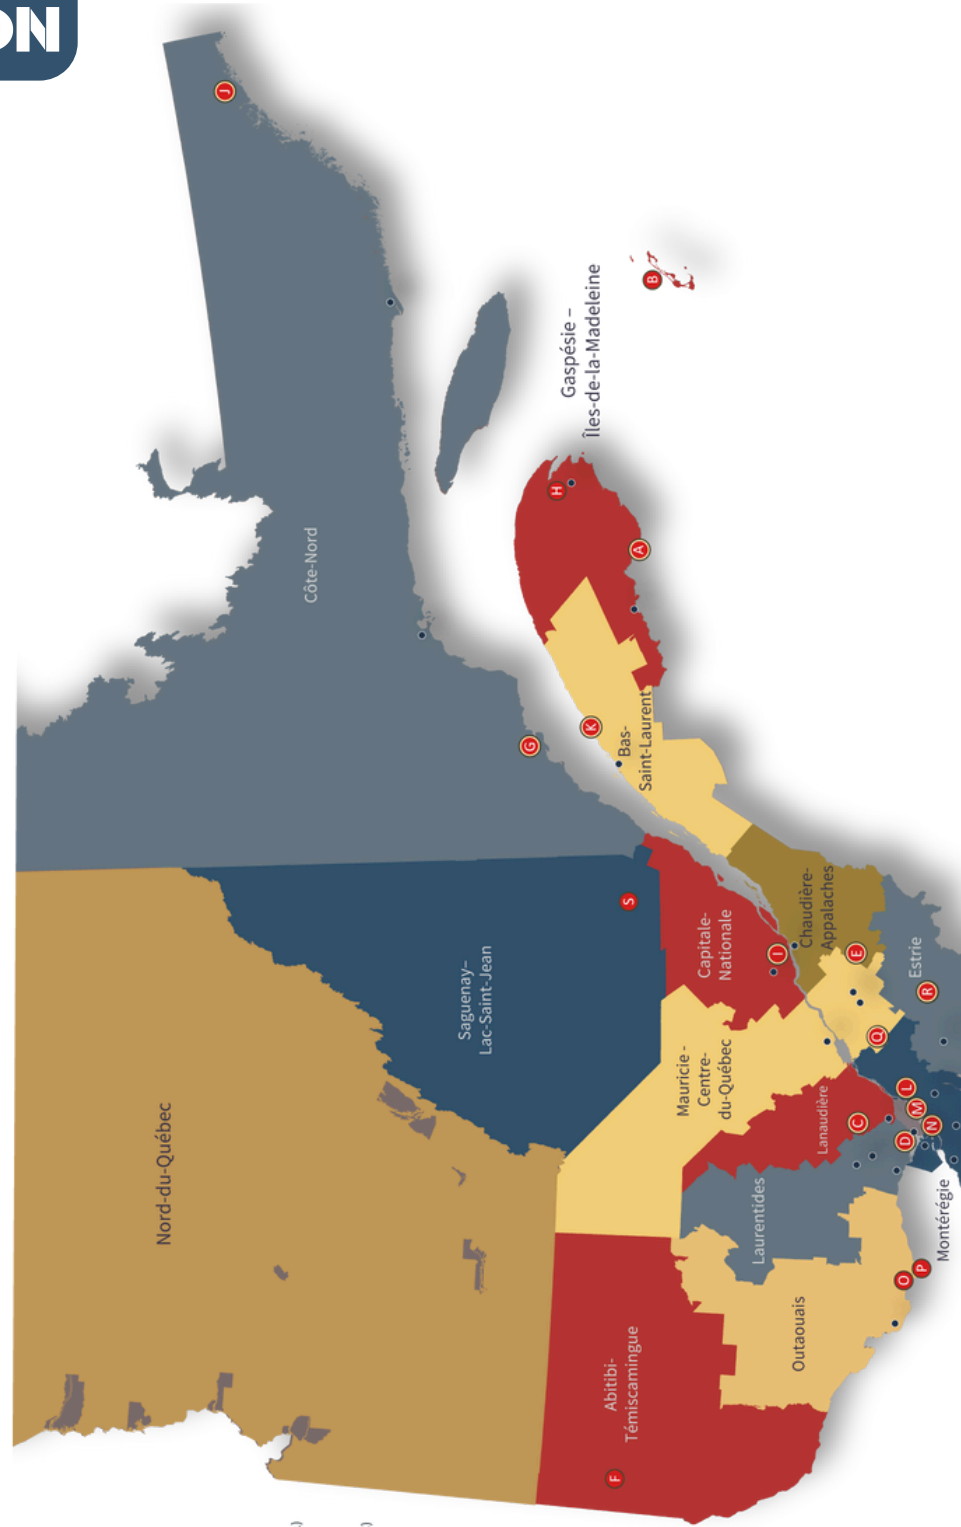 ON
J
B
Gaspésie –
Îles-de-la-Madeleine
H
A
Côte-Nord
K
G
Bas-
Saint-Laurent
S
Saguenay–
Lac-Saint-Jean
Capitale-
Nationale
I
Chaudière-
Appalaches
E
Estrie
R
Q
Nord-du-Québec
Mauricie -
Centre-
du-Québec
Lanaudière
C
L
M
N
D
Montérégie
Laurentides
O
P
Outaouais
Abitibi-
Témiscamingue
F
)
)